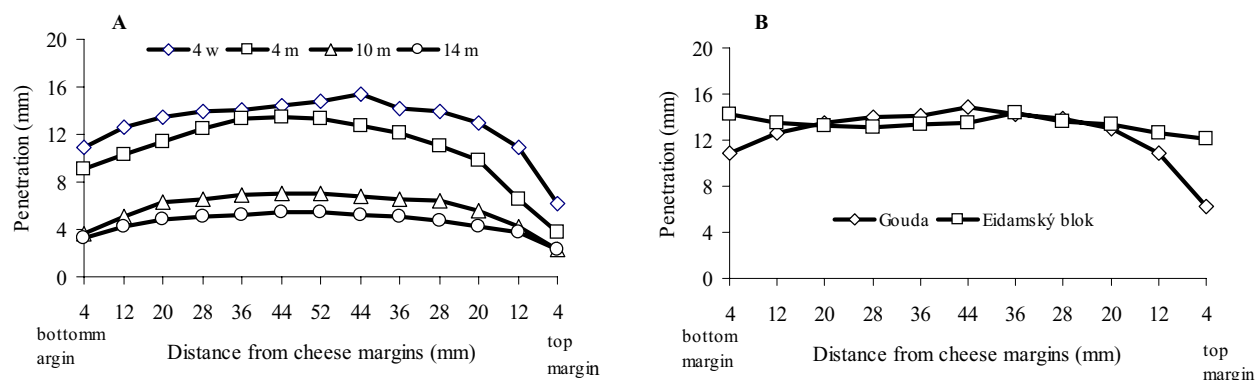 A
20
4 w 4 m 10 m 14 m
16
12
8
4
0
Penetration (mm)
4 12 20 28 36 44 52 44 36 28 20 12 4
bottomm
argin
Distance from cheese margins (mm)
top
margin
B
20
16
12
8
4
0
Penetration (mm)
Gouda Eidamský blok
4 12 20 28 36 44 36 28 20 12 4
bottom
margin
Distance from cheese margins (mm)
top
margin